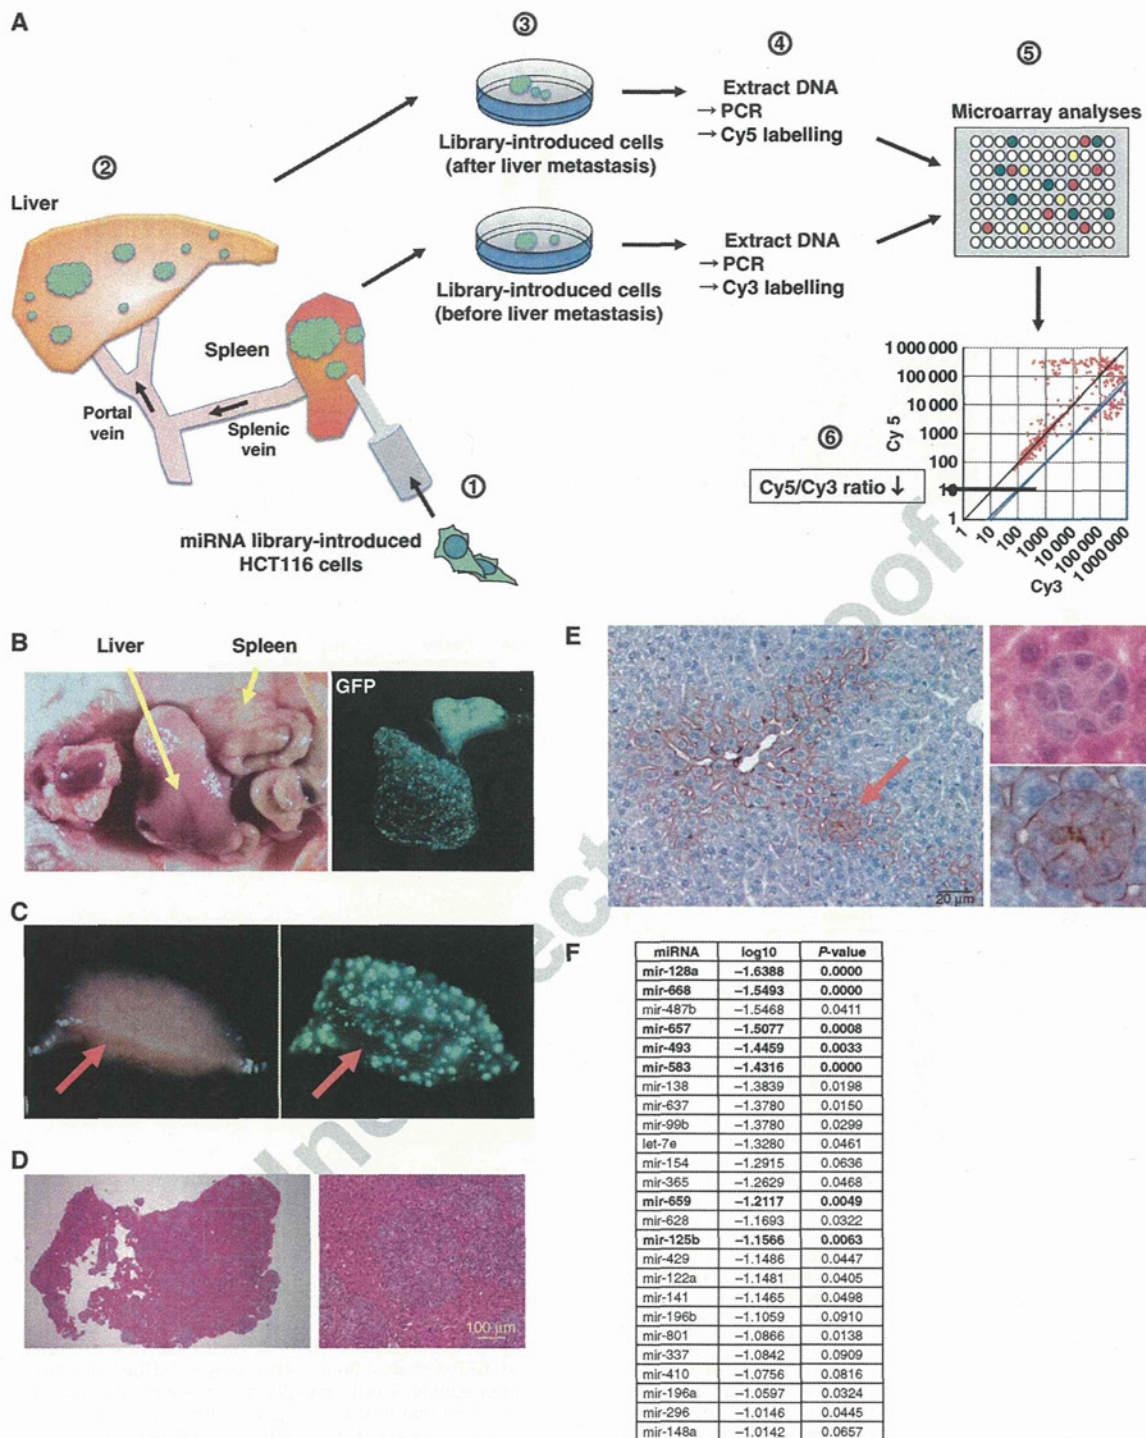 A
① 
②
③
④
⑤
⑥
Liver
Portal
vein
Splenic
vein
Spleen
miRNA library-introduced
HCT116 cells
Library-introduced cells
(after liver metastasis)
Library-introduced cells
(before liver metastasis)
Extract DNA
→ PCR
→ Cy5 labelling
Extract DNA
→ PCR
→ Cy3 labelling
Microarray analyses
Cy5/Cy3 ratio ↓
Cy 5
1 000 000
100 000
10 000
1000
100
10
1
1
10
100
1000
10 000
100 000
1 000 000
Cy3
B
Liver
Spleen
GFP
C
D
100 µm
E
20 µm
F
miRNA log10 P-value
mir-128a –1.6388 0.0000
mir-668 –1.5493 0.0000
mir-487b –1.5468 0.0411
mir-657 –1.5077 0.0008
mir-493 –1.4459 0.0033
mir-583 –1.4316 0.0000
mir-138 –1.3839 0.0198
mir-637 –1.3780 0.0150
mir-99b –1.3780 0.0299
let-7e –1.3280 0.0461
mir-154 –1.2915 0.0636
mir-365 –1.2629 0.0468
mir-659 –1.2117 0.0049
mir-628 –1.1693 0.0322
mir-125b –1.1566 0.0063
mir-429 –1.1486 0.0447
mir-122a –1.1481 0.0405
mir-141 –1.1465 0.0498
mir-196b –1.1059 0.0910
mir-801 –1.0866 0.0138
mir-337 –1.0842 0.0909
mir-410 –1.0756 0.0816
mir-196a –1.0597 0.0324
mir-296 –1.0146 0.0445
mir-148a –1.0142 0.0657